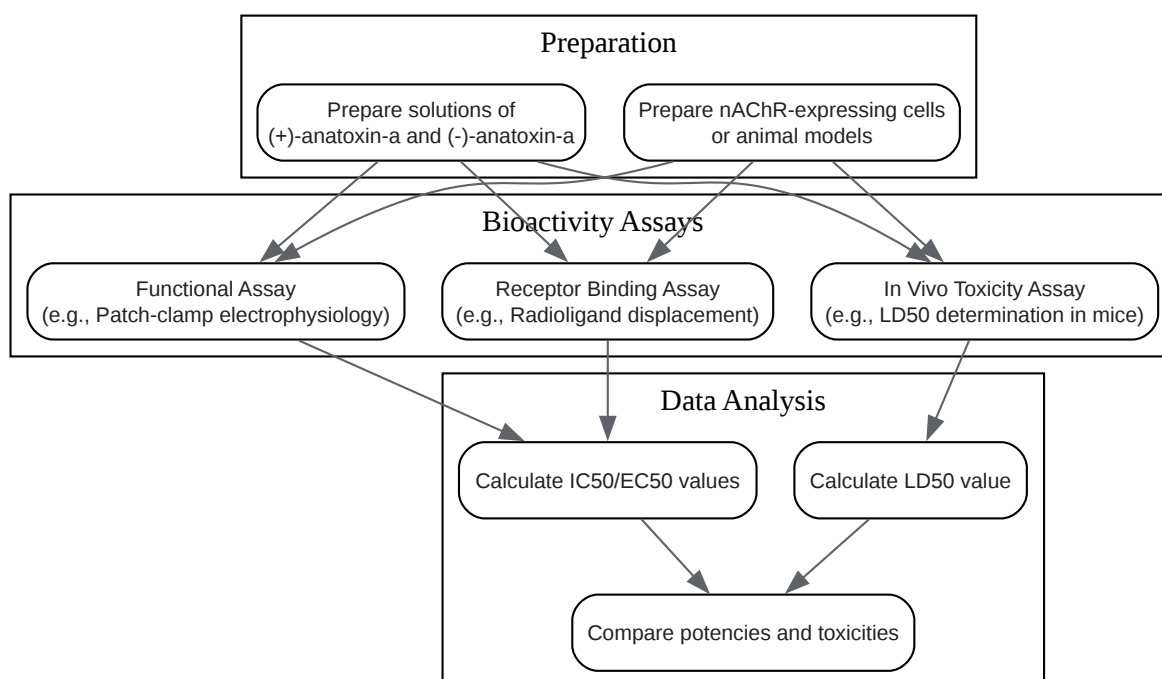 Preparation
Prepare solutions of
(+)-anatoxin-a and (-)-anatoxin-a
Prepare nAChR-expressing cells
or animal models
Bioactivity Assays
Functional Assay
(e.g., Patch-clamp electrophysiology)
Receptor Binding Assay
(e.g., Radioligand displacement)
In Vivo Toxicity Assay
(e.g., LD50 determination in mice)
Data Analysis
Calculate IC50/EC50 values
Calculate LD50 value
Compare potencies and toxicities